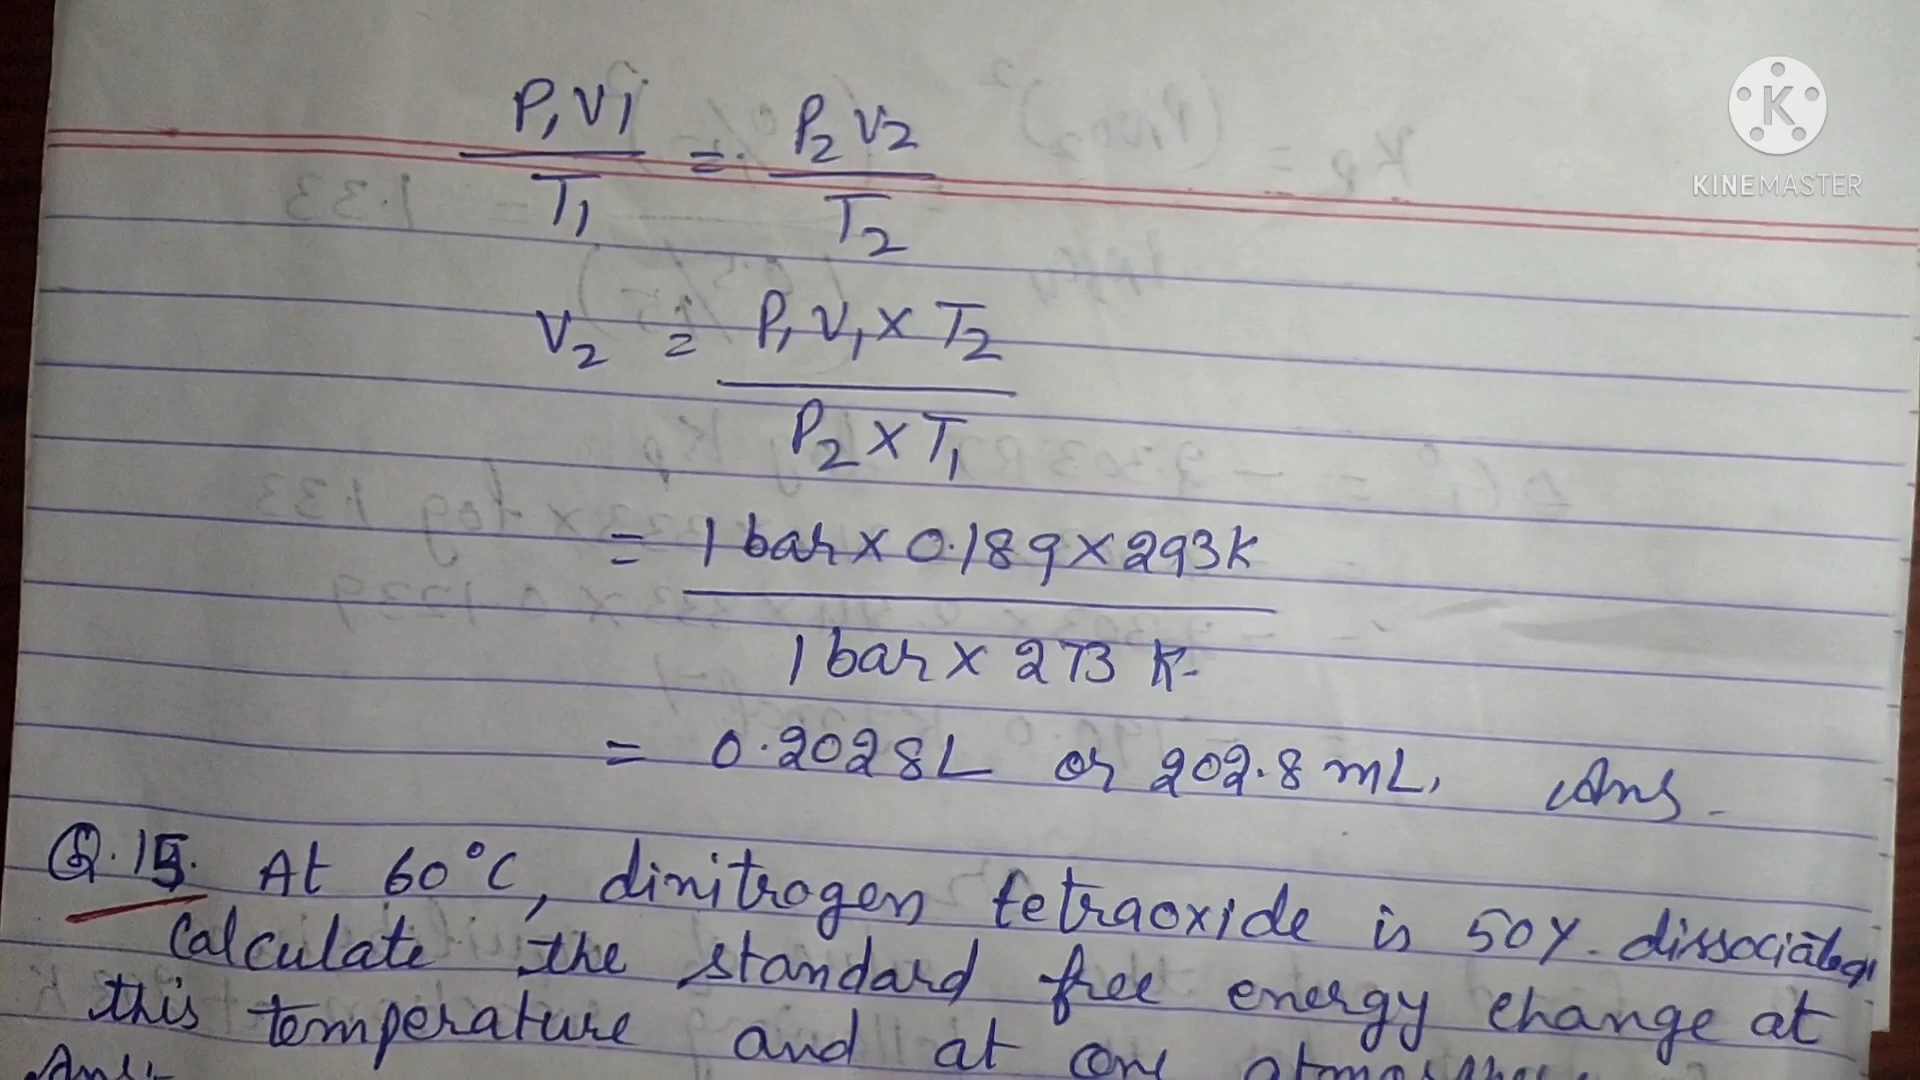 K
KINEMASTER
P1V1/T1 = P2V2/T2
V2 = P1V1 x T2 / P2 x T1
= 1 bar x 0.189 x 293K / 1 bar x 273 K
= 0.2028L or 202.8 mL, Ans.
Q.15. At 60°C, dinitrogen tetraoxide is 50%. dissociated,
calculate the standard free energy change at
this temperature and at one atmosphere
Ans:-